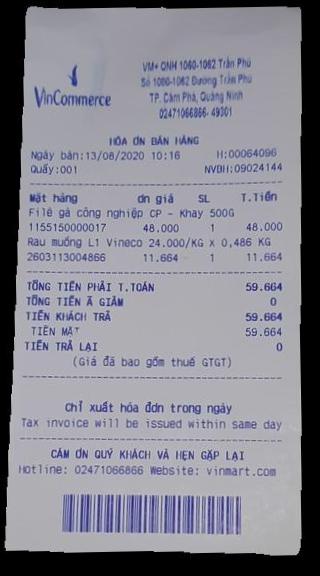 VinCommerce
VM+ QNH 1060-1062 Trần Phú
Số 1060-1062 Đường Trần Phú
TP. Cẩm Phả, Quảng Ninh
02471066866- 49301
HÓA ĐN BÁN HÀNG
Ngày bán:13/08/2020 10:16 H:00064096
Quầy:001 NVBH:09024144
Mặt hàng đn giá SL T.Tiền
Filê gà công nghiệp CP - Khay 500G
1155150000017 48.000 1 48.000
Rau muống L1 Vineco 24.000/KG x 0,486 KG
2603113004866 11.664 1 11.664
TỔNG TIỀN PHẢI T.TOÁN 59.664
TỔNG TIỀN Ã GIẢM 0
TIỀN KHÁCH TRẢ 59.664
TIỀN MẶT 59.664
TIỀN TRẢ LẠI 0
(Giá đã bao gồm thuế GTGT)
Chỉ xuất hóa đơn trong ngày
Tax invoice will be issued within same day
CẢM ƠN QUÝ KHÁCH VÀ HẸN GẶP LẠI
Hotline: 02471066866 Website: vinmart.com